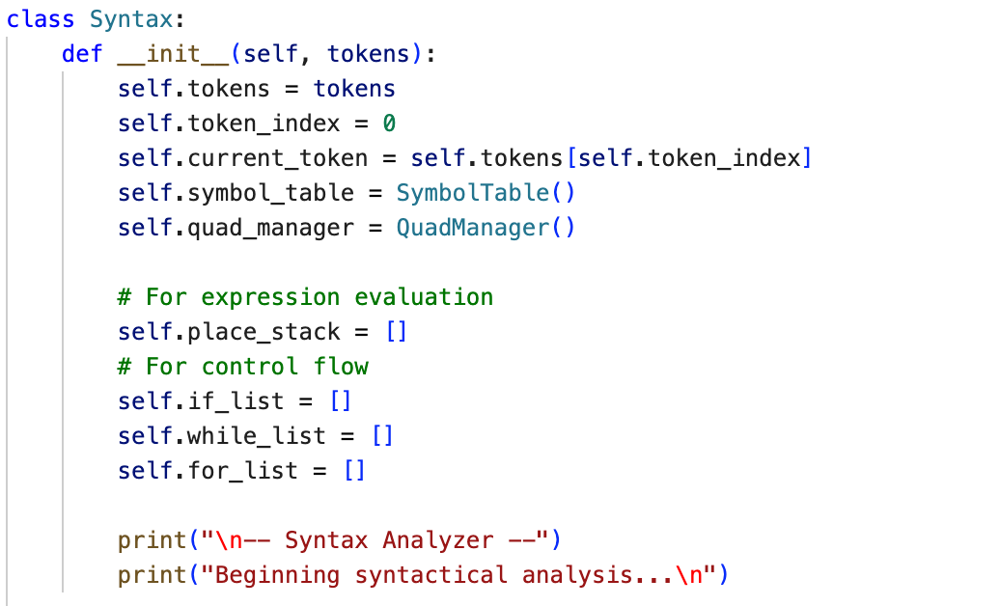 class Syntax:
    def __init__(self, tokens):
        self.tokens = tokens
        self.token_index = 0
        self.current_token = self.tokens[self.token_index]
        self.symbol_table = SymbolTable()
        self.quad_manager = QuadManager()

        # For expression evaluation
        self.place_stack = []
        # For control flow
        self.if_list = []
        self.while_list = []
        self.for_list = []

        print("\n-- Syntax Analyzer --")
        print("Beginning syntactical analysis...\n")